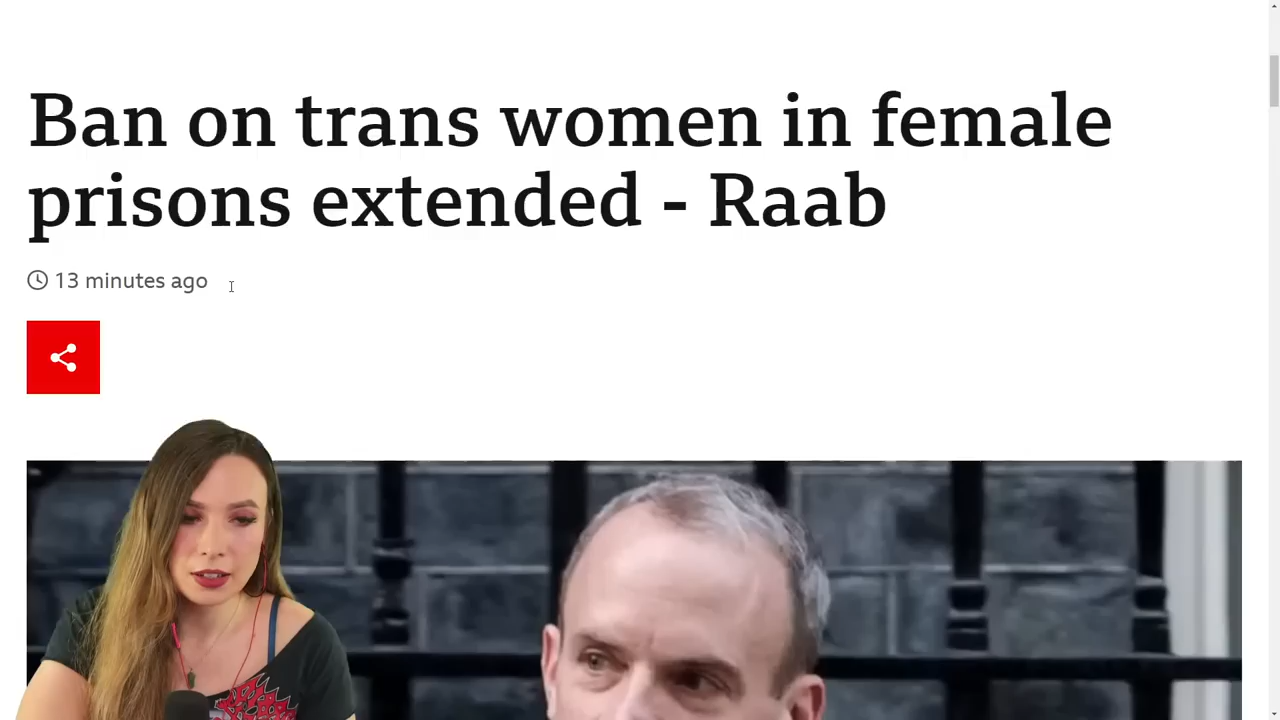 Ban on trans women in female
prisons extended - Raab
13 minutes ago